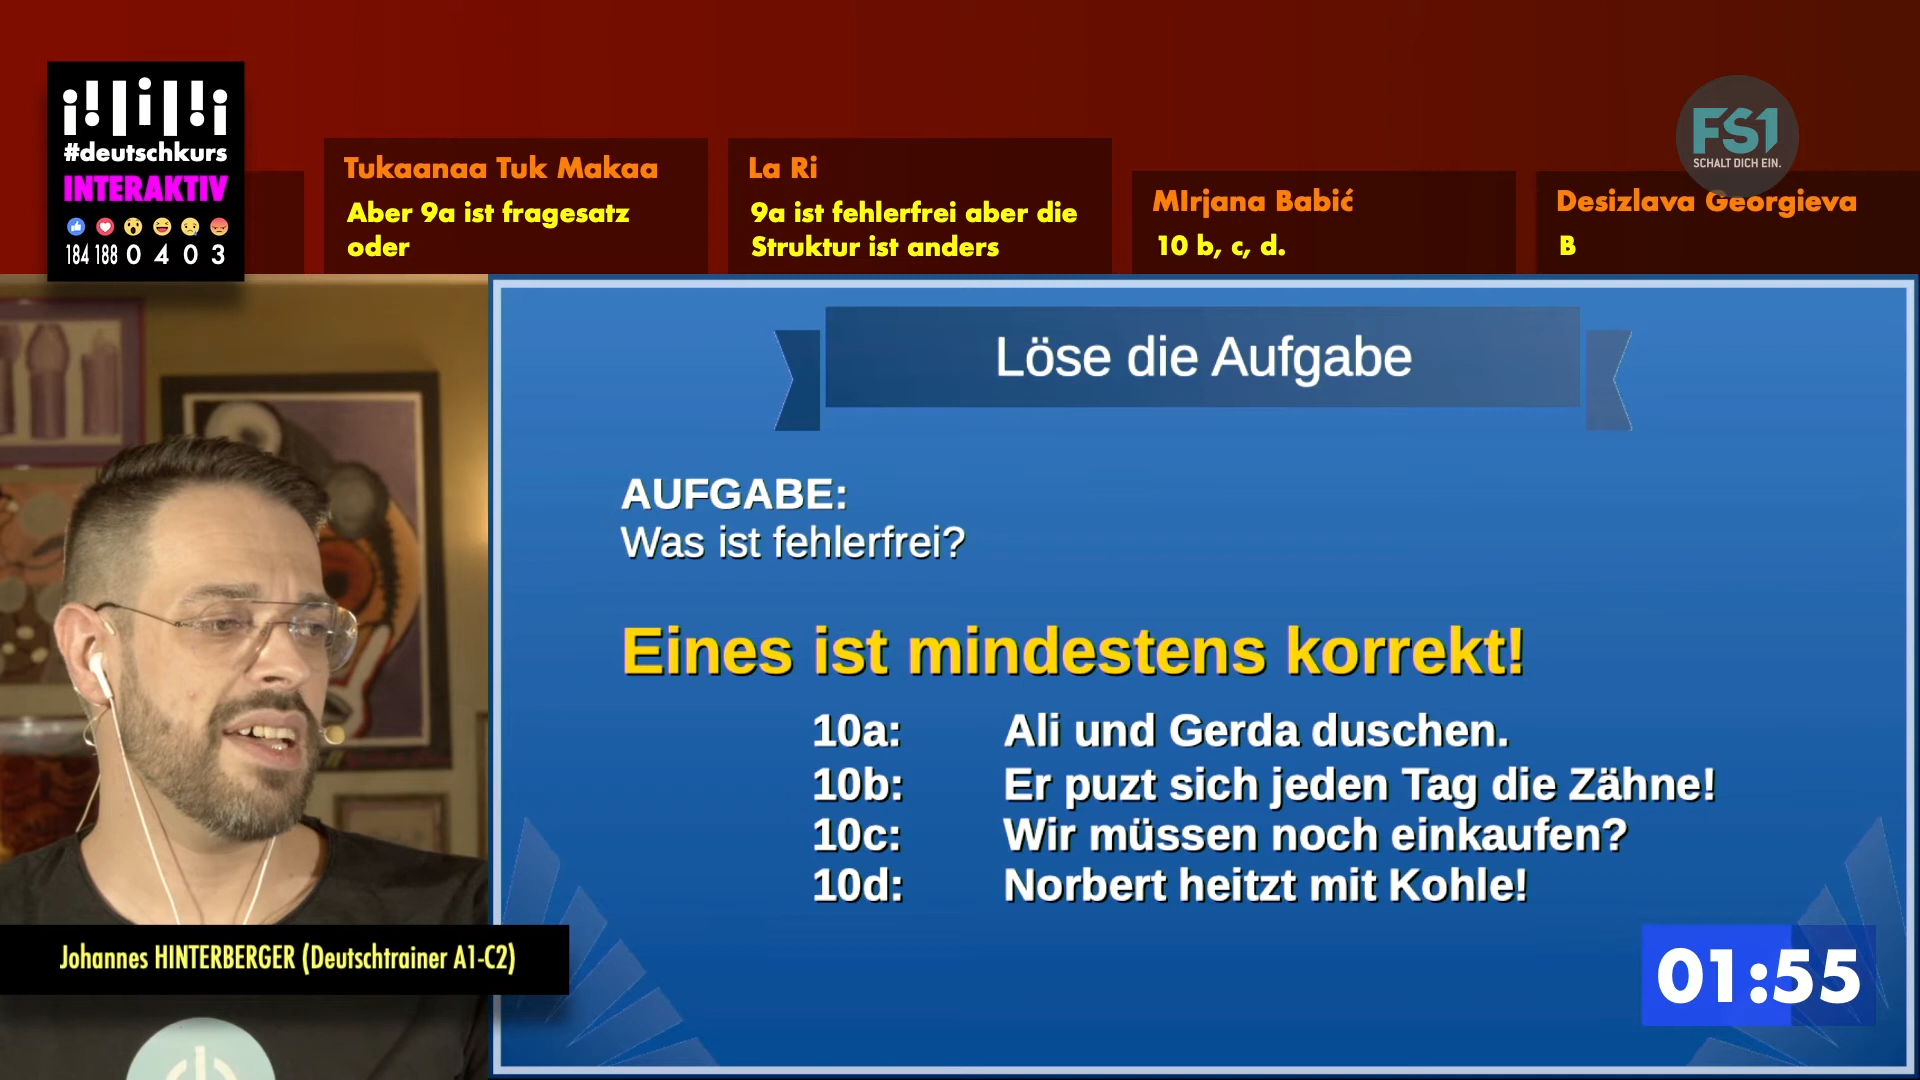 #deutschkurs
INTERAKTIV
184 188 0 4 0 3
Tukaanaa Tuk Makaa
Aber 9a ist fragesatz
oder
La Ri
9a ist fehlerfrei aber die
Struktur ist anders
MIrjana Babić
10 b, c, d.
Desizlava Georgieva
B
FS1
SCHALT DICH EIN.
Löse die Aufgabe
AUFGABE:
Was ist fehlerfrei?
Eines ist mindestens korrekt!
10a: Ali und Gerda duschen.
10b: Er puzt sich jeden Tag die Zähne!
10c: Wir müssen noch einkaufen?
10d: Norbert heitzt mit Kohle!
Johannes HINTERBERGER (Deutschtrainer A1-C2)
01:55